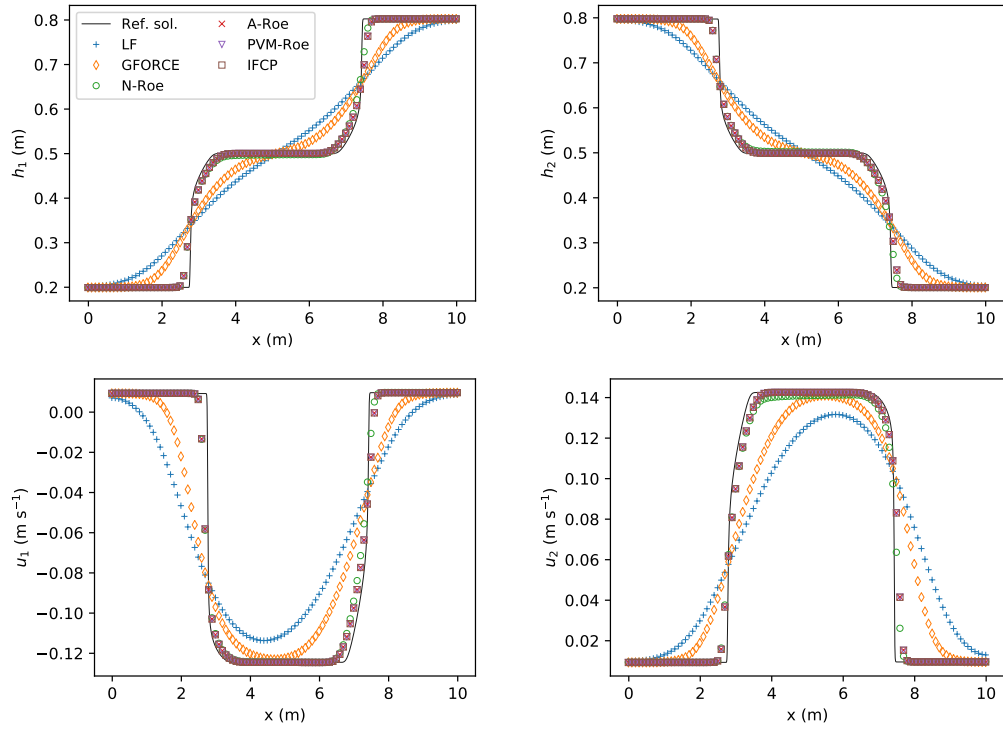 Ref. sol.
LF
GFORCE
N-Roe
A-Roe
PVM-Roe
IFCP
0.8
0.7
0.6
0.5
0.4
0.3
0.2
h₁ (m)
0 2 4 6 8 10
x (m)
0.8
0.7
0.6
0.5
0.4
0.3
0.2
h₂ (m)
0 2 4 6 8 10
x (m)
0.00
−0.02
−0.04
−0.06
−0.08
−0.10
−0.12
u₁ (m s⁻¹)
0 2 4 6 8 10
x (m)
0.14
0.12
0.10
0.08
0.06
0.04
0.02
u₂ (m s⁻¹)
0 2 4 6 8 10
x (m)